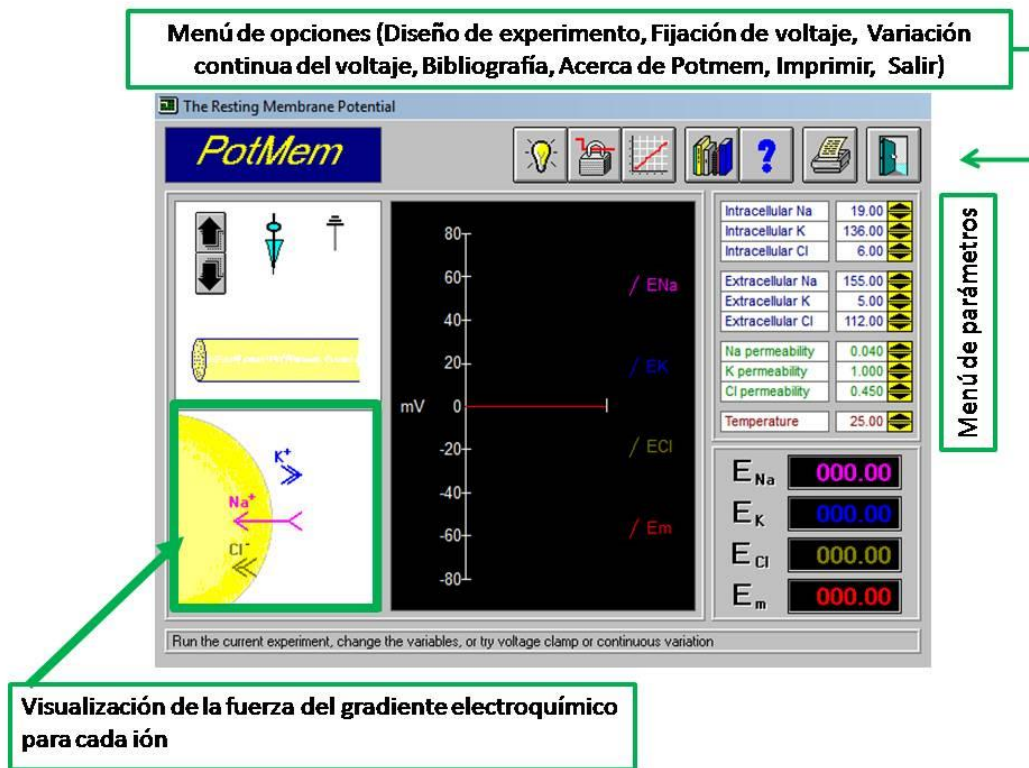 Menú de opciones (Diseño de experimento, Fijación de voltaje, Variación
continua del voltaje, Bibliografía, Acerca de Potmem, Imprimir, Salir)
The Resting Membrane Potential
PotMem
?
80
60
40
20
mV 0
-20
-40
-60
-80
ENa
EK
ECl
Em
K+
Na+
Cl-
Intracellular Na 19.00
Intracellular K 136.00
Intracellular Cl 6.00
Extracellular Na 155.00
Extracellular K 5.00
Extracellular Cl 112.00
Na permeability 0.040
K permeability 1.000
Cl permeability 0.450
Temperature 25.00
Menú de parámetros
E Na 000.00
E K 000.00
E Cl 000.00
E m 000.00
Run the current experiment, change the variables, or try voltage clamp or continuous variation
Visualización de la fuerza del gradiente electroquímico
para cada ión